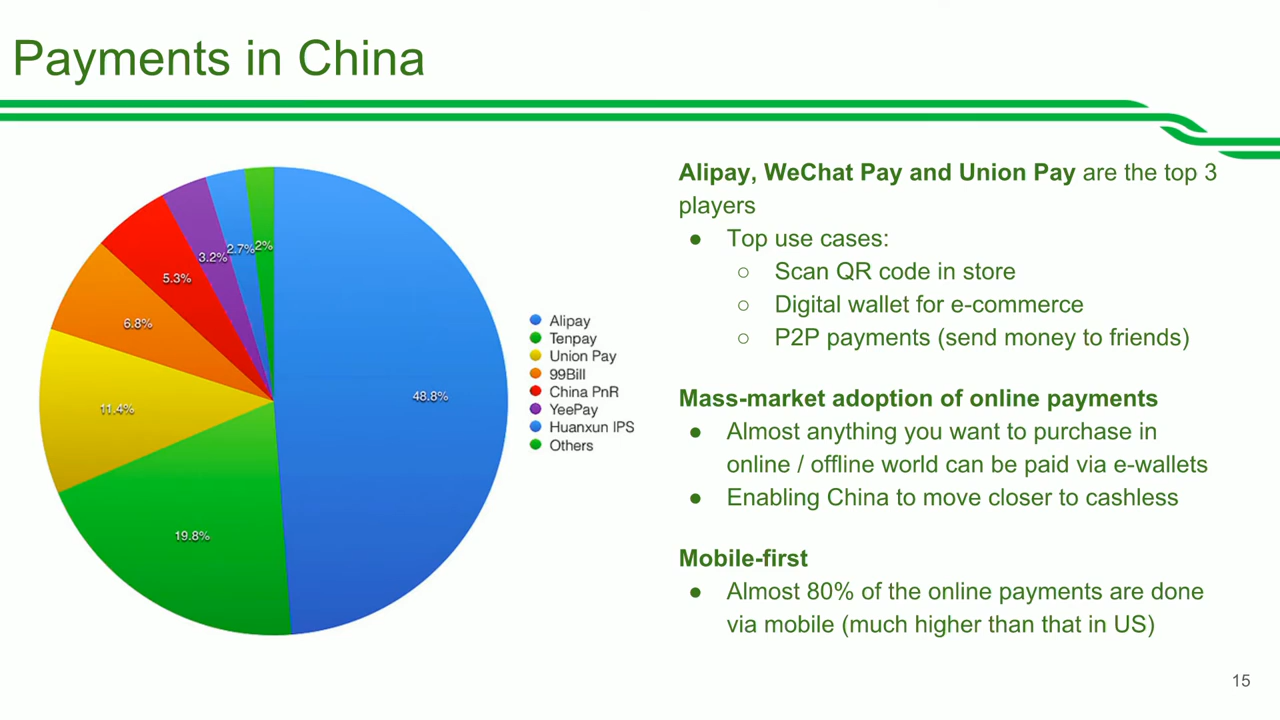 Payments in China
48.8%
19.8%
11.4%
6.8%
5.3%
3.2%
2.7%
2%
Alipay
Tenpay
Union Pay
99Bill
China PnR
YeePay
Huanxun IPS
Others
Alipay, WeChat Pay and Union Pay are the top 3
players
● Top use cases:
○ Scan QR code in store
○ Digital wallet for e-commerce
○ P2P payments (send money to friends)
Mass-market adoption of online payments
● Almost anything you want to purchase in
online / offline world can be paid via e-wallets
● Enabling China to move closer to cashless
Mobile-first
● Almost 80% of the online payments are done
via mobile (much higher than that in US)
15